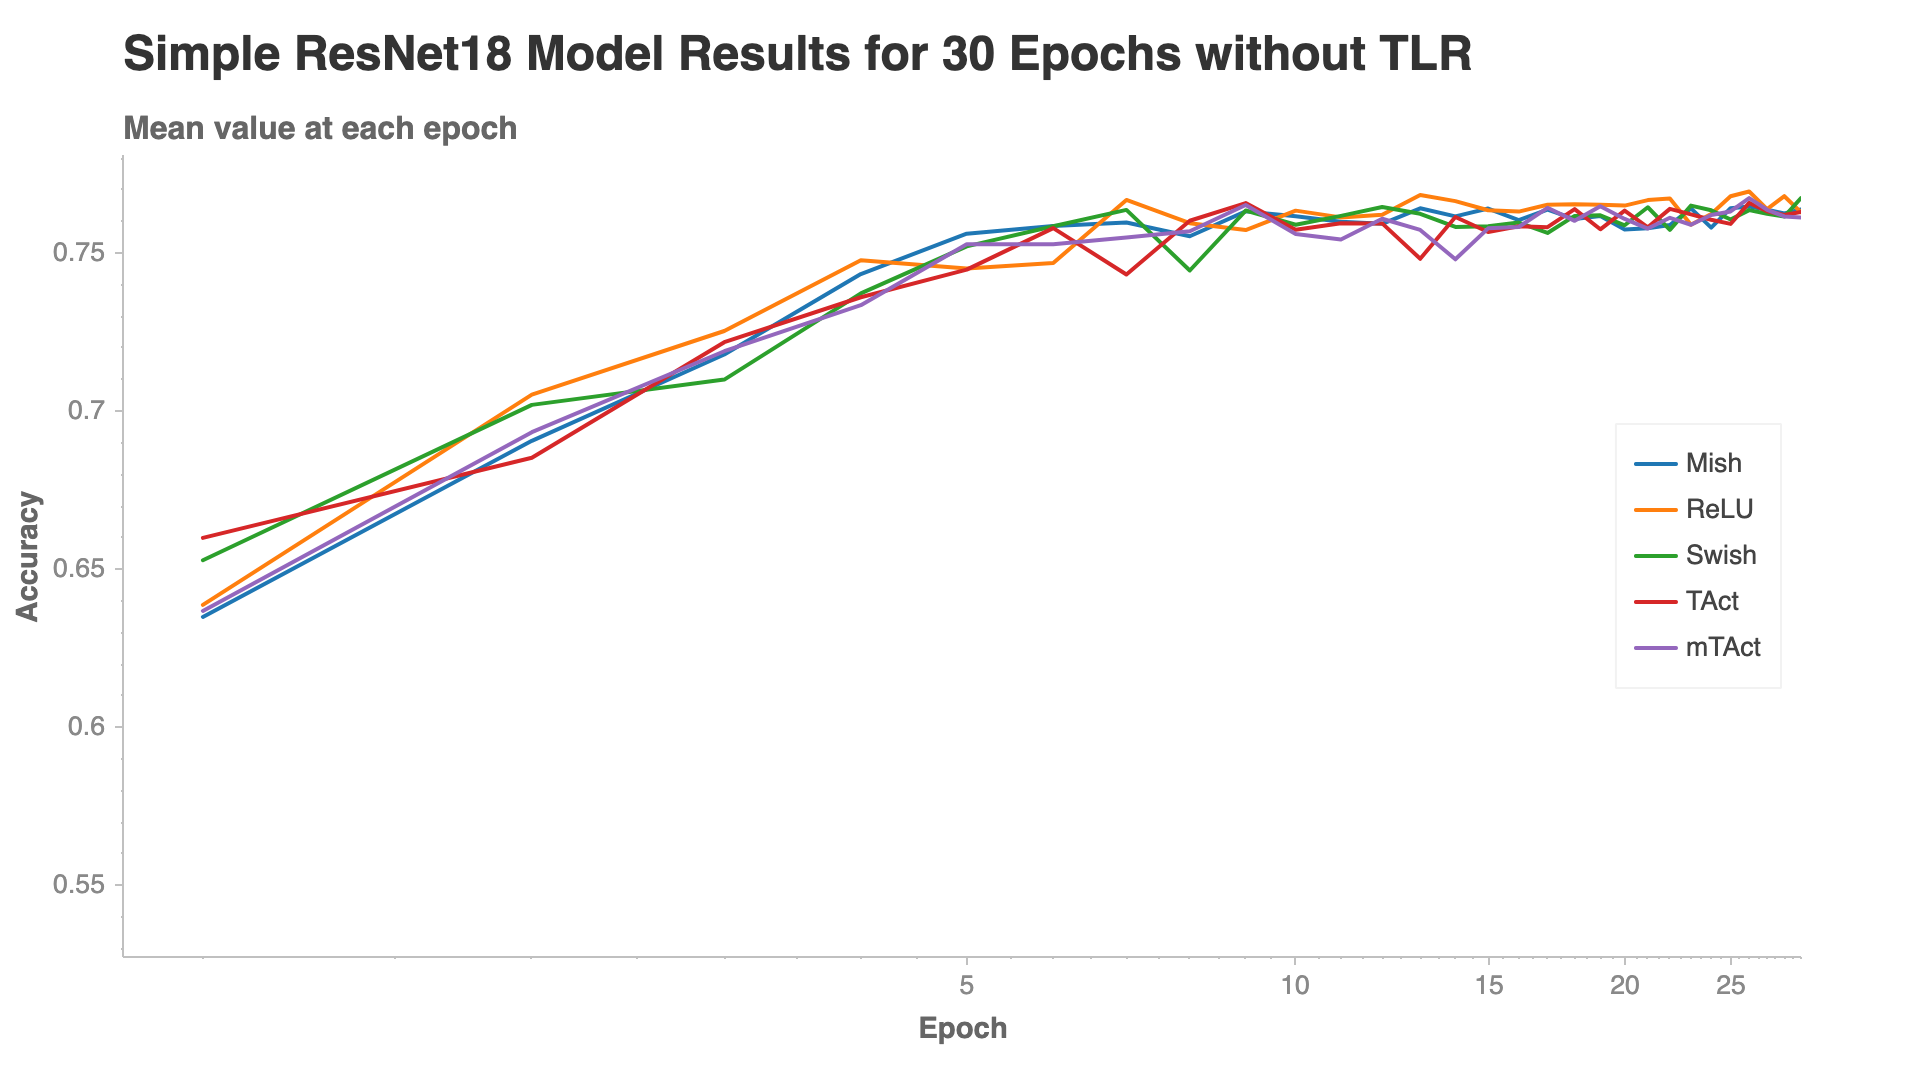 Simple ResNet18 Model Results for 30 Epochs without TLR
Mean value at each epoch
0.75
0.7
0.65
0.6
0.55
Accuracy
5 10 15 20 25
Epoch
Mish
ReLU
Swish
TAct
mTAct